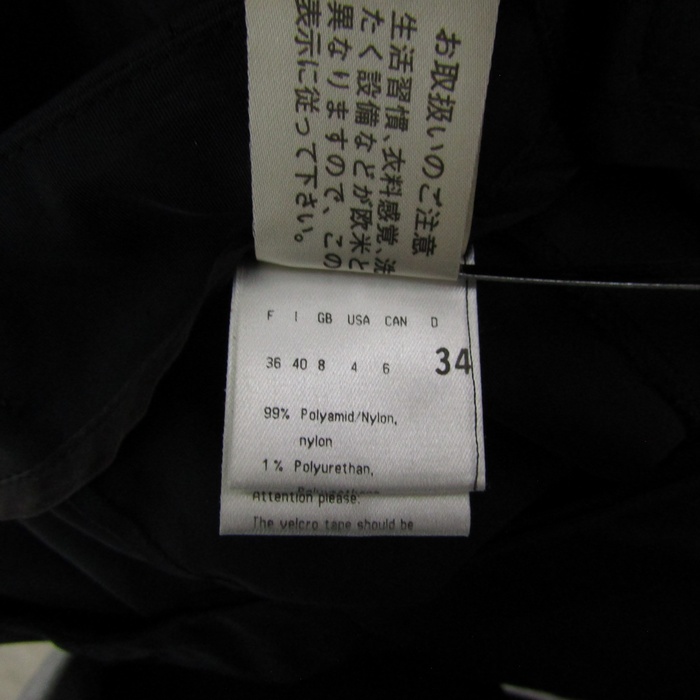 お取扱いのご注意
生活習慣、衣料感覚、洗
たく設備などが欧米と
異なりますので、この
表示に従って下さい。
F I GB USA CAN D
36 40 8 4 6 34
99% Polyamid/Nylon,
nylon
1% Polyurethan,
Attention please.
The velcro tape should be